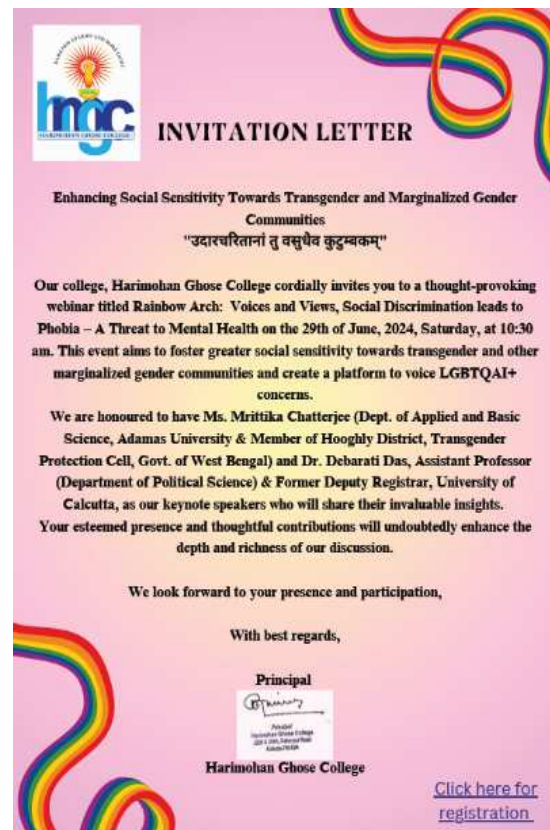 hmgc
HARIMOHAN GHOSE COLLEGE
INVITATION LETTER
Enhancing Social Sensitivity Towards Transgender and Marginalized Gender
Communities
"उदारचरितानां तु वसुधैव कुटुम्बकम्"
Our college, Harimohan Ghose College cordially invites you to a thought-provoking
webinar titled Rainbow Arch: Voices and Views, Social Discrimination leads to
Phobia – A Threat to Mental Health on the 29th of June, 2024, Saturday, at 10:30
am. This event aims to foster greater social sensitivity towards transgender and other
marginalized gender communities and create a platform to voice LGBTQAI+
concerns.
We are honoured to have Ms. Mrittika Chatterjee (Dept. of Applied and Basic
Science, Adamas University & Member of Hooghly District, Transgender
Protection Cell, Govt. of West Bengal) and Dr. Debarati Das, Assistant Professor
(Department of Political Science) & Former Deputy Registrar, University of
Calcutta, as our keynote speakers who will share their invaluable insights.
Your esteemed presence and thoughtful contributions will undoubtedly enhance the
depth and richness of our discussion.
We look forward to your presence and participation,
With best regards,
Principal
Principal
Harimohan Ghose College
Harimohan Ghose College
Click here for
registration